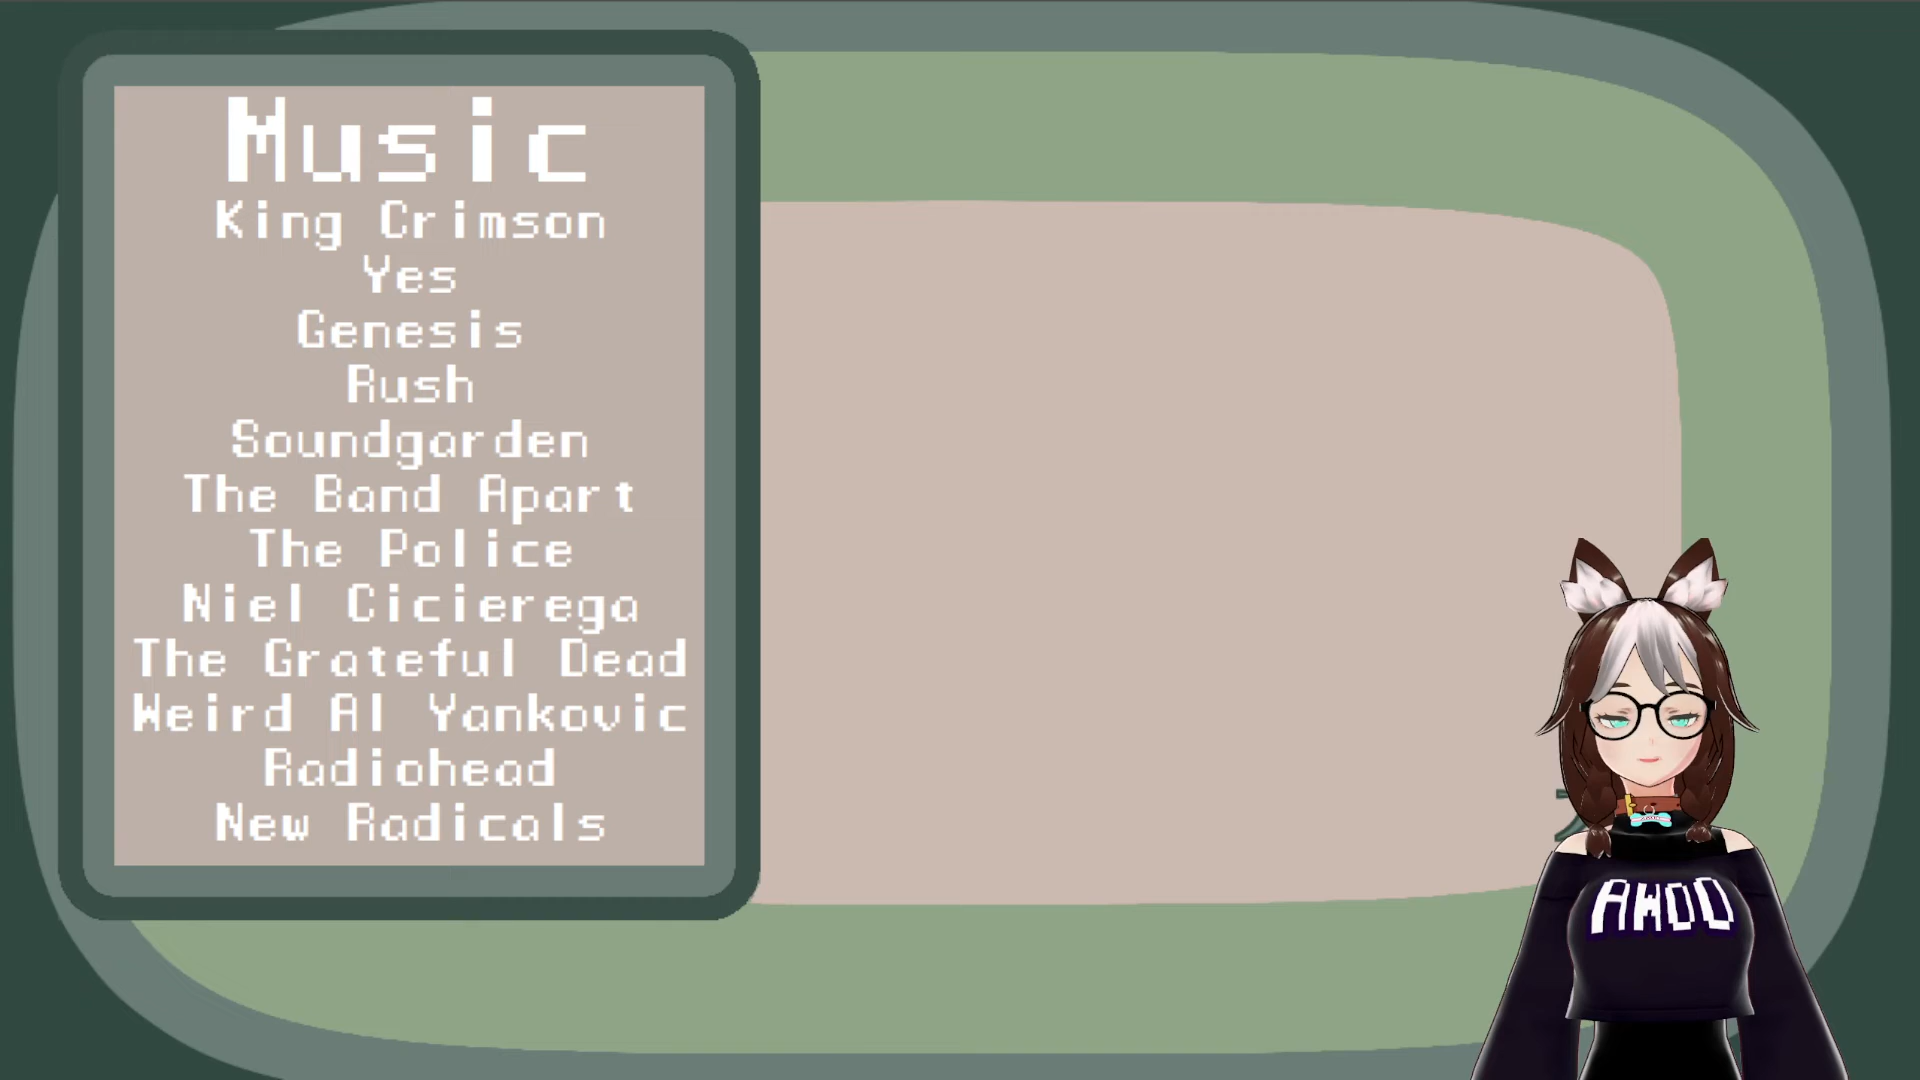 Music
King Crimson
Yes
Genesis
Rush
Soundgarden
The Band Apart
The Police
Niel Cicierega
The Grateful Dead
Weird Al Yankovic
Radiohead
New Radicals
AWOO